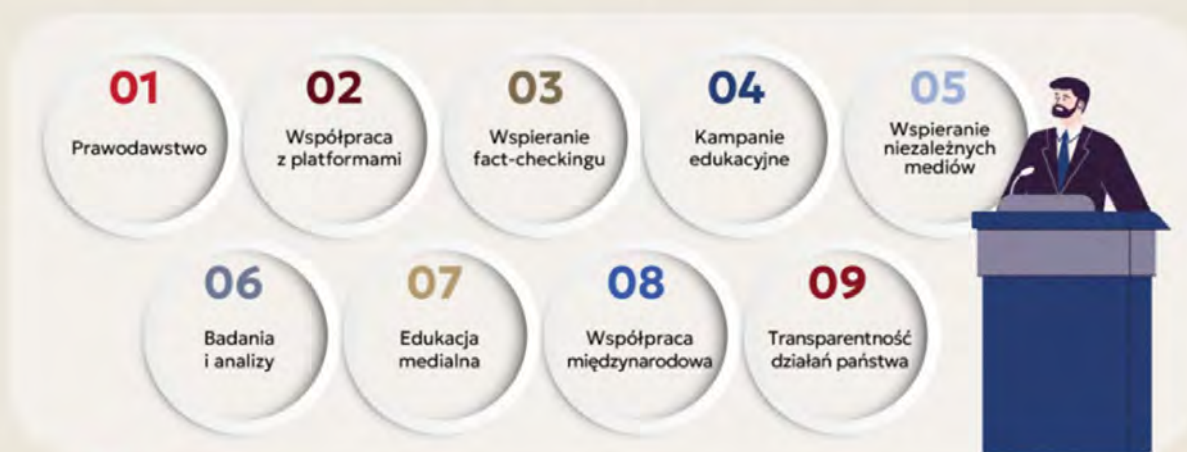 01
Prawodawstwo
02
Współpraca
z platformami
03
Wspieranie
fact-checkingu
04
Kampanie
edukacyjne
05
Wspieranie
niezależnych
mediów
06
Badania
i analizy
07
Edukacja
medialna
08
Współpraca
międzynarodowa
09
Transparentność
działań państwa